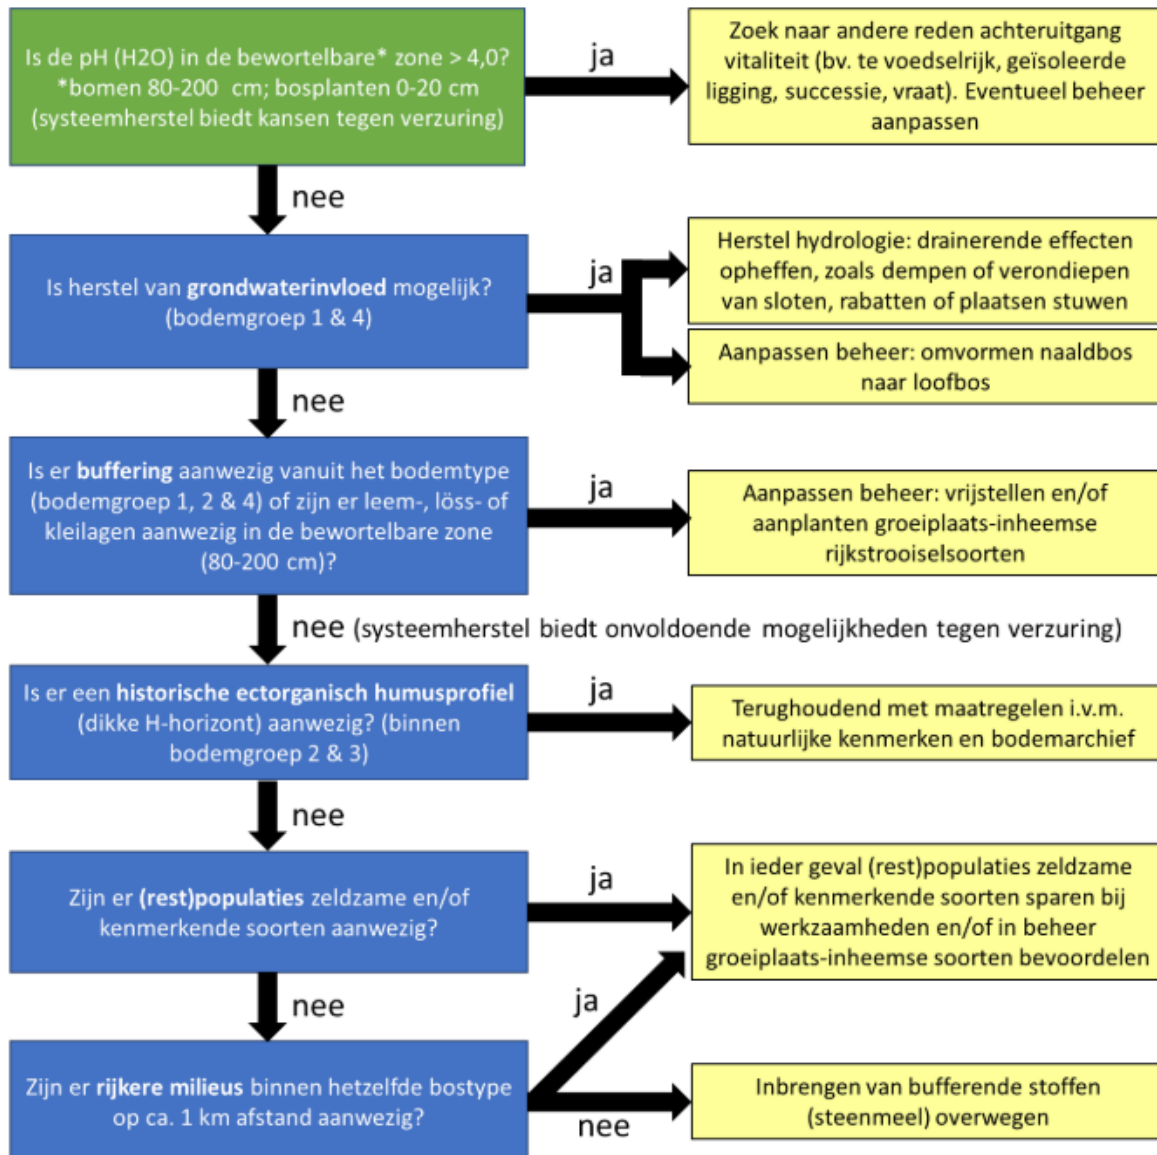 Is de pH (H2O) in de bewortelbare* zone > 4,0?
*bomen 80-200 cm; bosplanten 0-20 cm
(systeemherstel biedt kansen tegen verzuring)
ja
Zoek naar andere reden achteruitgang
vitaliteit (bv. te voedselrijk, geïsoleerde
ligging, successie, vraat). Eventueel beheer
aanpassen
nee
Is herstel van grondwaterinvloed mogelijk?
(bodemgroep 1 & 4)
ja
Herstel hydrologie: drainerende effecten
opheffen, zoals dempen of verondiepen
van sloten, rabatten of plaatsen stuwen
Aanpassen beheer: omvormen naaldbos
naar loofbos
nee
Is er buffering aanwezig vanuit het bodemtype
(bodemgroep 1, 2 & 4) of zijn er leem-, löss- of
kleilagen aanwezig in de bewortelbare zone
(80-200 cm)?
ja
Aanpassen beheer: vrijstellen en/of
aanplanten groeiplaats-inheemse
rijkstrooiselsoorten
nee (systeemherstel biedt onvoldoende mogelijkheden tegen verzuring)
Is er een historische ectorganisch humusprofiel
(dikke H-horizont) aanwezig? (binnen
bodemgroep 2 & 3)
ja
Terughoudend met maatregelen i.v.m.
natuurlijke kenmerken en bodemarchief
nee
Zijn er (rest)populaties zeldzame en/of
kenmerkende soorten aanwezig?
ja
In ieder geval (rest)populaties zeldzame
en/of kenmerkende soorten sparen bij
werkzaamheden en/of in beheer
groeiplaats-inheemse soorten bevoordelen
nee
ja
Zijn er rijkere milieus binnen hetzelfde bostype
op ca. 1 km afstand aanwezig?
nee
Inbrengen van bufferende stoffen
(steenmeel) overwegen